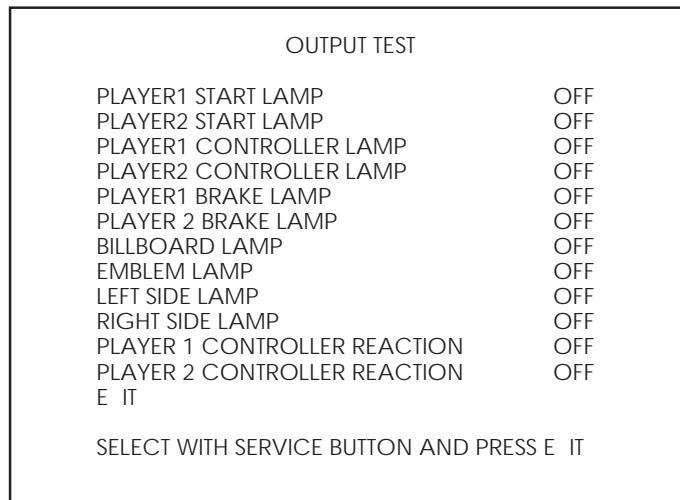 OUTPUT TEST
PLAYER1 START LAMP OFF
PLAYER2 START LAMP OFF
PLAYER1 CONTROLLER LAMP OFF
PLAYER2 CONTROLLER LAMP OFF
PLAYER1 BRAKE LAMP OFF
PLAYER 2 BRAKE LAMP OFF
BILLBOARD LAMP OFF
EMBLEM LAMP OFF
LEFT SIDE LAMP OFF
RIGHT SIDE LAMP OFF
PLAYER 1 CONTROLLER REACTION OFF
PLAYER 2 CONTROLLER REACTION OFF
E IT
SELECT WITH SERVICE BUTTON AND PRESS E IT